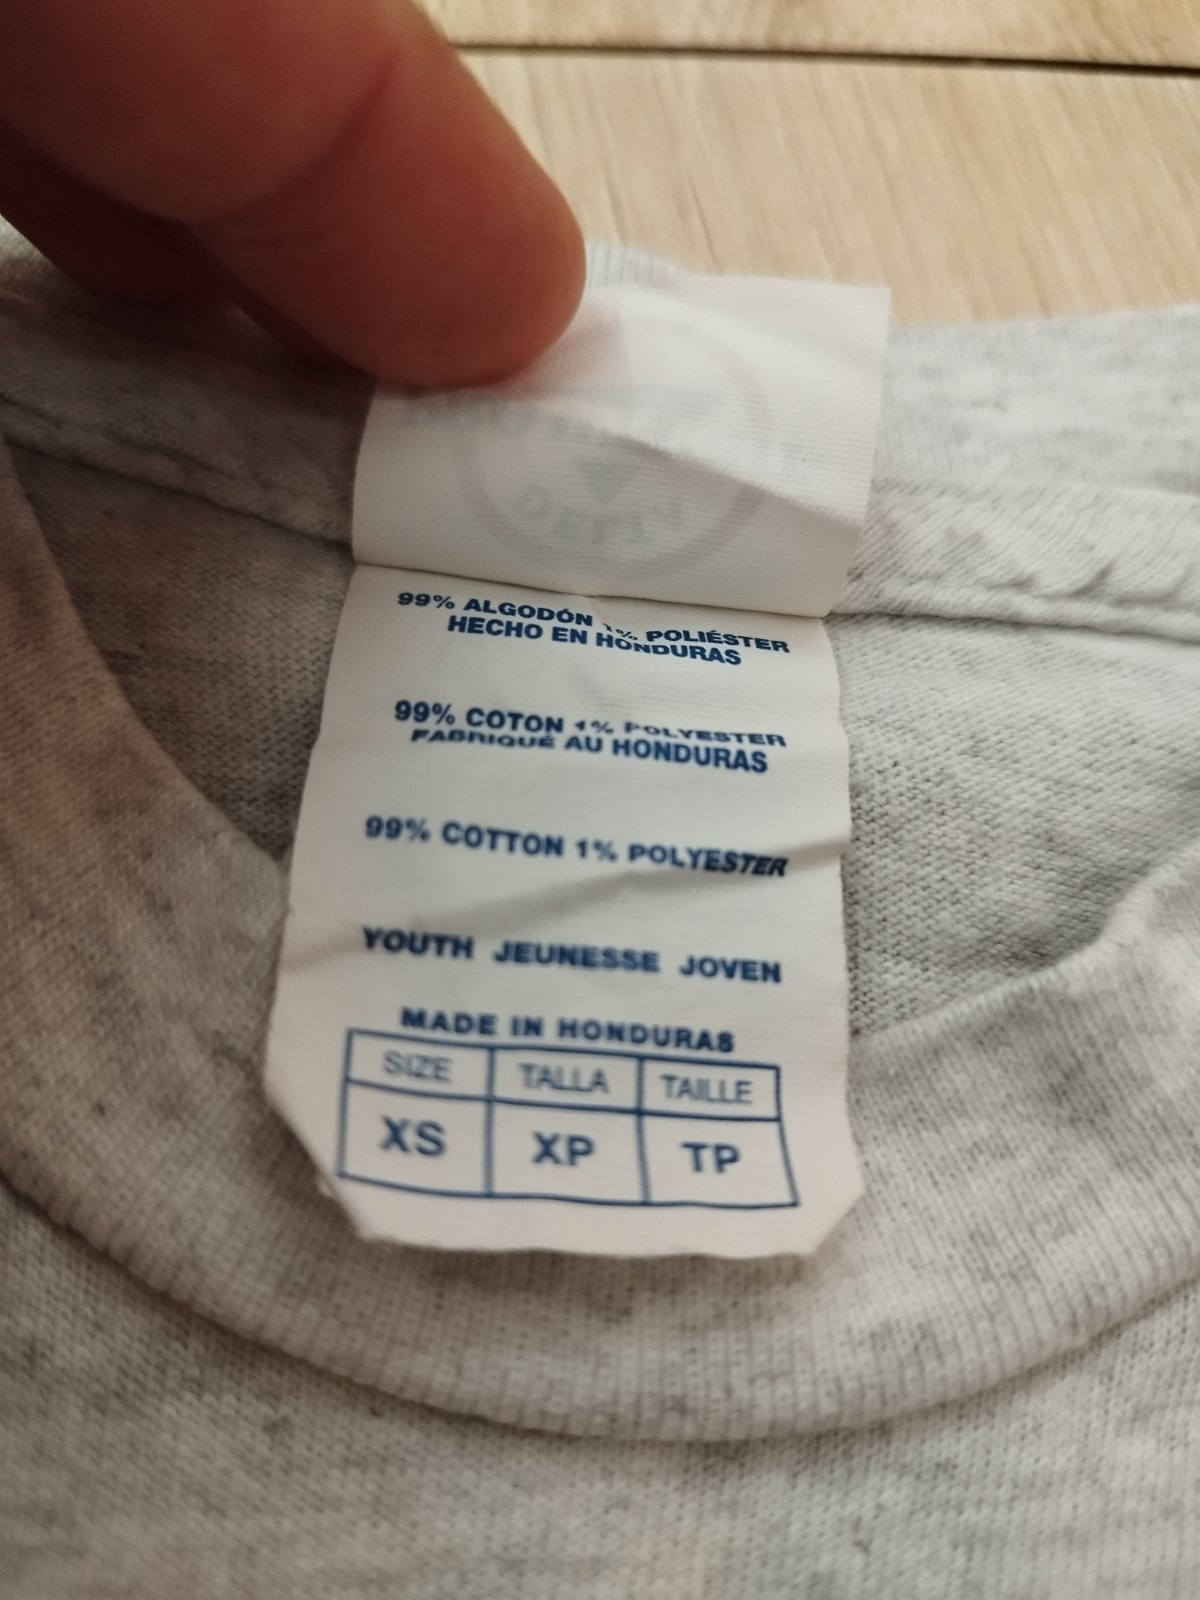 99% ALGODÓN 1% POLIÉSTER
HECHO EN HONDURAS
99% COTON 1% POLYESTER
FABRIQUÉ AU HONDURAS
99% COTTON 1% POLYESTER
YOUTH JEUNESSE JOVEN
MADE IN HONDURAS
SIZE TALLA TAILLE
XS XP TP